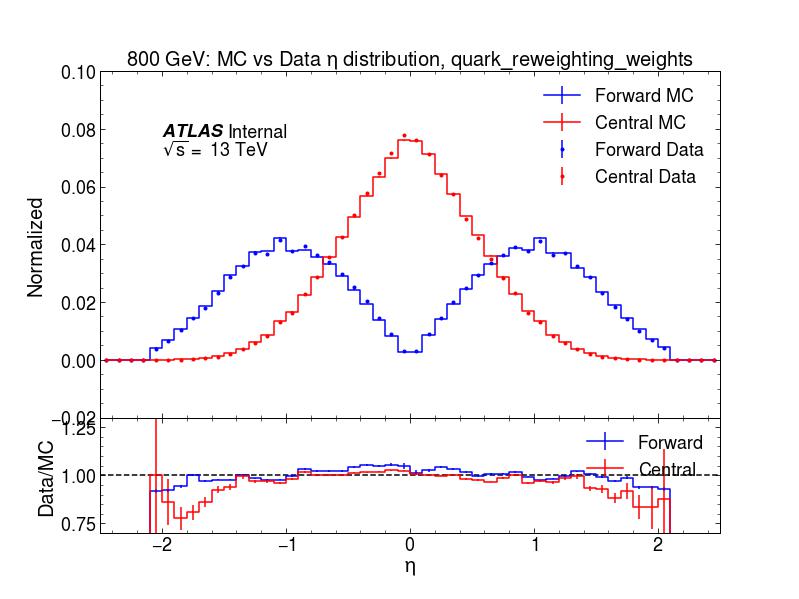 800 GeV: MC vs Data η distribution, quark_reweighting_weights
0.10
0.08
0.06
0.04
0.02
0.00
−0.02
Normalized
ATLAS Internal
√s = 13 TeV
Forward MC
Central MC
Forward Data
Central Data
1.25
1.00
0.75
Data/MC
Forward
Central
−2 −1 0 1 2
η